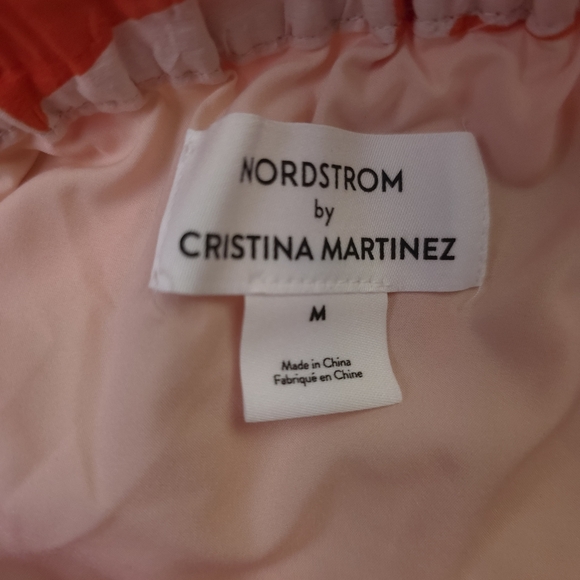 NORDSTROM
by
CRISTINA MARTINEZ
M
Made in China
Fabriqué en Chine